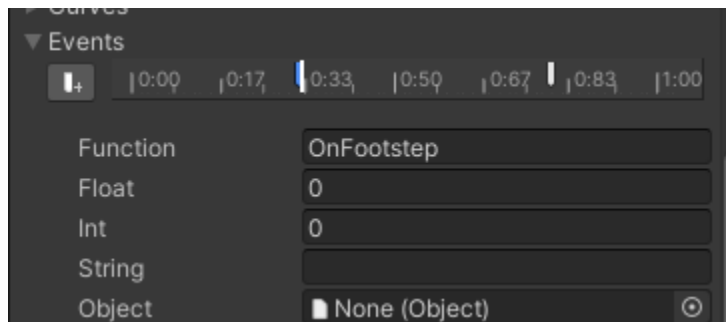 Curves
Events
0:00 0:17 0:33 0:50 0:67 0:83 1:00
Function OnFootstep
Float 0
Int 0
String
Object None (Object)